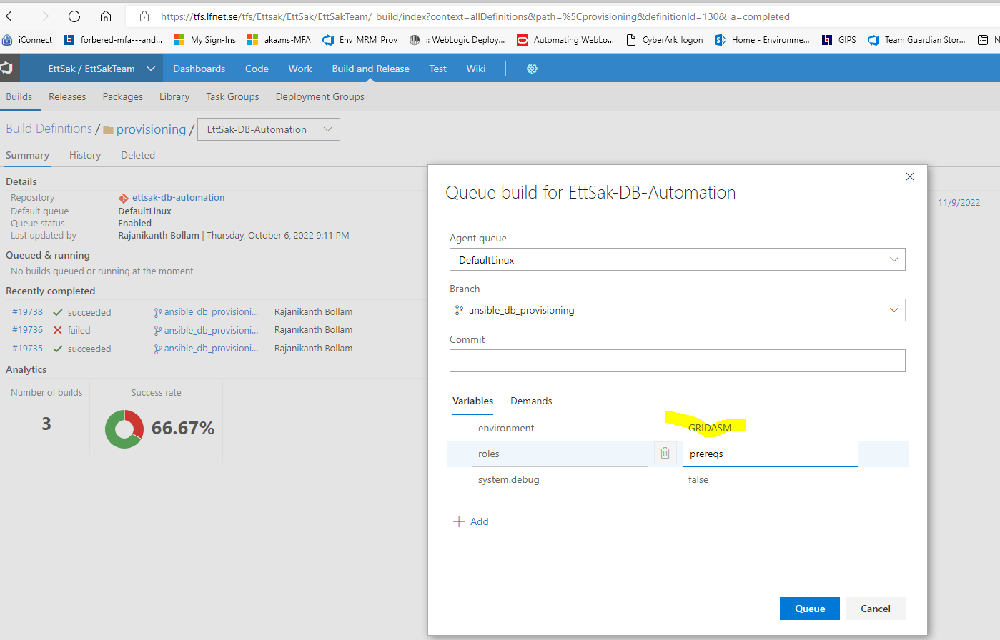 https://tfs.lfnet.se/tfs/Ettsak/EttSak/EttSakTeam/_build/index?context=allDefinitions&path=%5Cprovisioning&definitionId=130&_a=completed
iConnect forbered-mfa---and... My Sign-Ins aka.ms-MFA Env_MRM_Prov :: WebLogic Deploy... Automating WebLo... CyberArk_logon Home - Environme... GIPS Team Guardian Stor... N
EttSak / EttSakTeam Dashboards Code Work Build and Release Test Wiki
Builds Releases Packages Library Task Groups Deployment Groups
Build Definitions / provisioning / EttSak-DB-Automation
Summary History Deleted
Details
Repository ettsak-db-automation
Default queue DefaultLinux
Queue status Enabled
Last updated by Rajanikanth Bollam | Thursday, October 6, 2022 9:11 PM
Queued & running
No builds queued or running at the moment
Recently completed
#19738 succeeded ansible_db_provisioni... Rajanikanth Bollam
#19736 failed ansible_db_provisioni... Rajanikanth Bollam
#19735 succeeded ansible_db_provisioni... Rajanikanth Bollam
Analytics
Number of builds Success rate
3 66.67%
11/9/2022
Queue build for EttSak-DB-Automation
Agent queue
DefaultLinux
Branch
ansible_db_provisioning
Commit
Variables Demands
environment GRIDASM
roles prereqs
system.debug false
+ Add
Queue Cancel